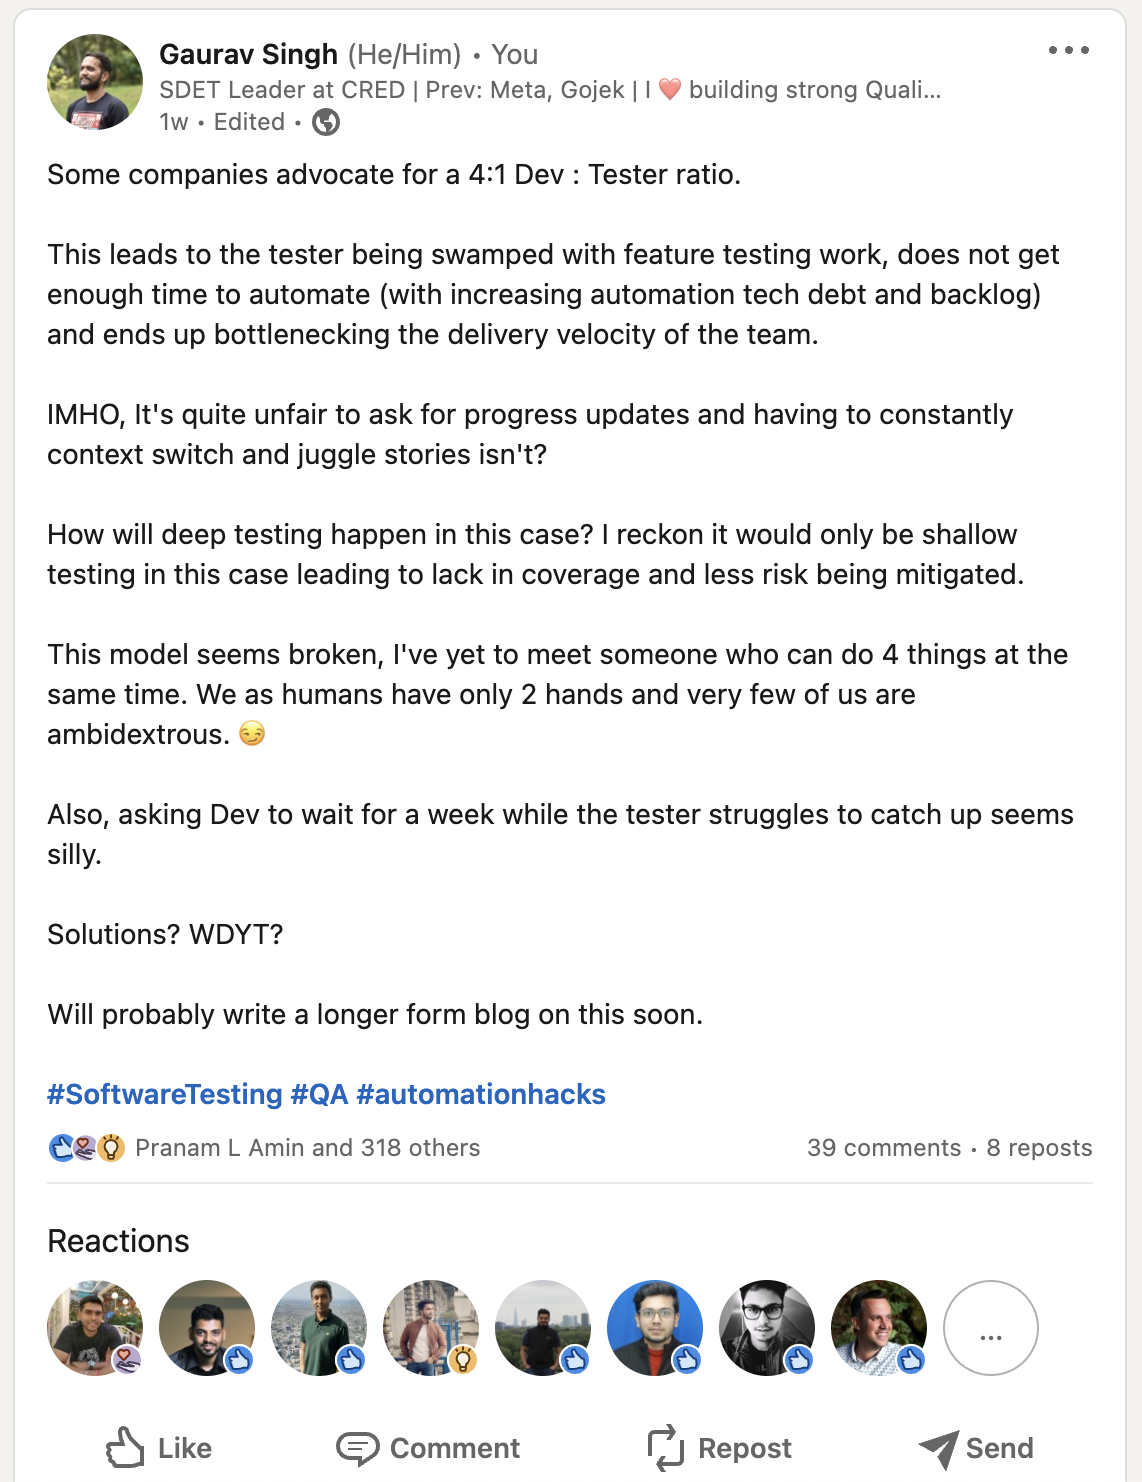 Gaurav Singh (He/Him) • You
SDET Leader at CRED | Prev: Meta, Gojek | I ❤️ building strong Quali...
1w • Edited •
Some companies advocate for a 4:1 Dev : Tester ratio.
This leads to the tester being swamped with feature testing work, does not get
enough time to automate (with increasing automation tech debt and backlog)
and ends up bottlenecking the delivery velocity of the team.
IMHO, It's quite unfair to ask for progress updates and having to constantly
context switch and juggle stories isn't?
How will deep testing happen in this case? I reckon it would only be shallow
testing in this case leading to lack in coverage and less risk being mitigated.
This model seems broken, I've yet to meet someone who can do 4 things at the
same time. We as humans have only 2 hands and very few of us are
ambidextrous. 😏
Also, asking Dev to wait for a week while the tester struggles to catch up seems
silly.
Solutions? WDYT?
Will probably write a longer form blog on this soon.
#SoftwareTesting #QA #automationhacks
Pranam L Amin and 318 others
39 comments • 8 reposts
Reactions
...
Like
Comment
Repost
Send